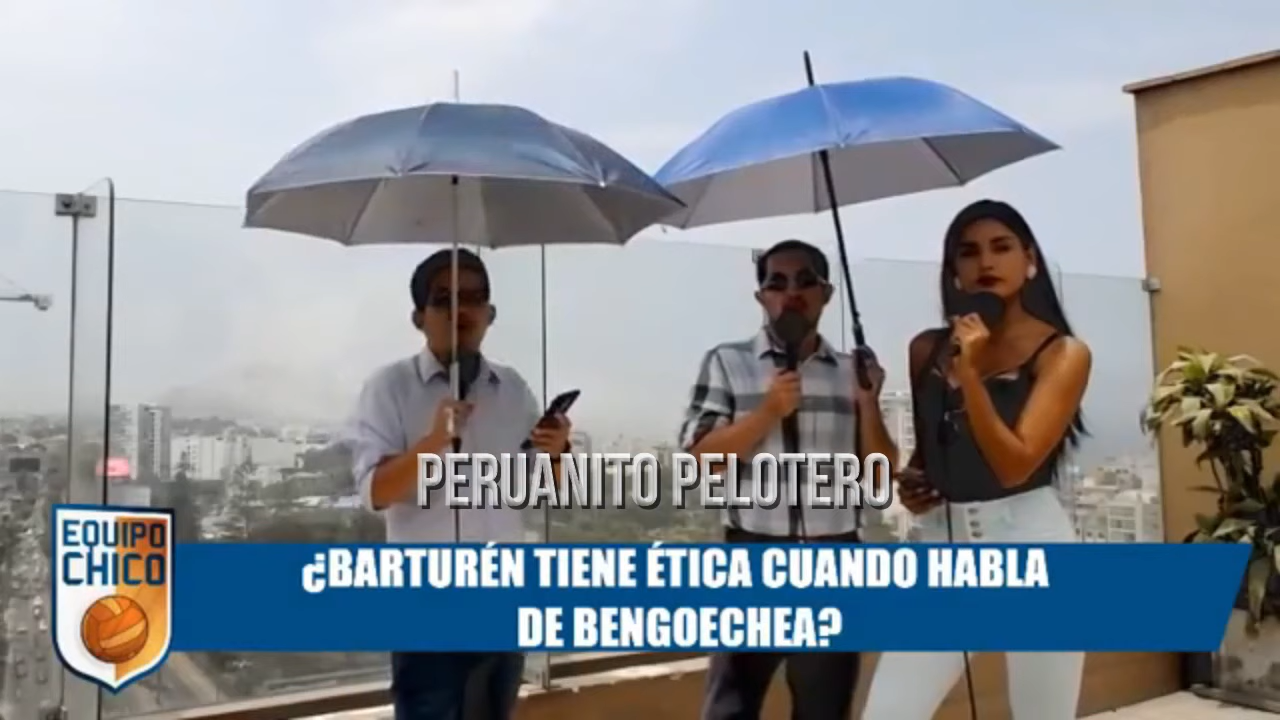 PERUANITO PELOTERO
EQUIPO
CHICO
¿BARTURÉN TIENE ÉTICA CUANDO HABLA
DE BENGOECHEA?